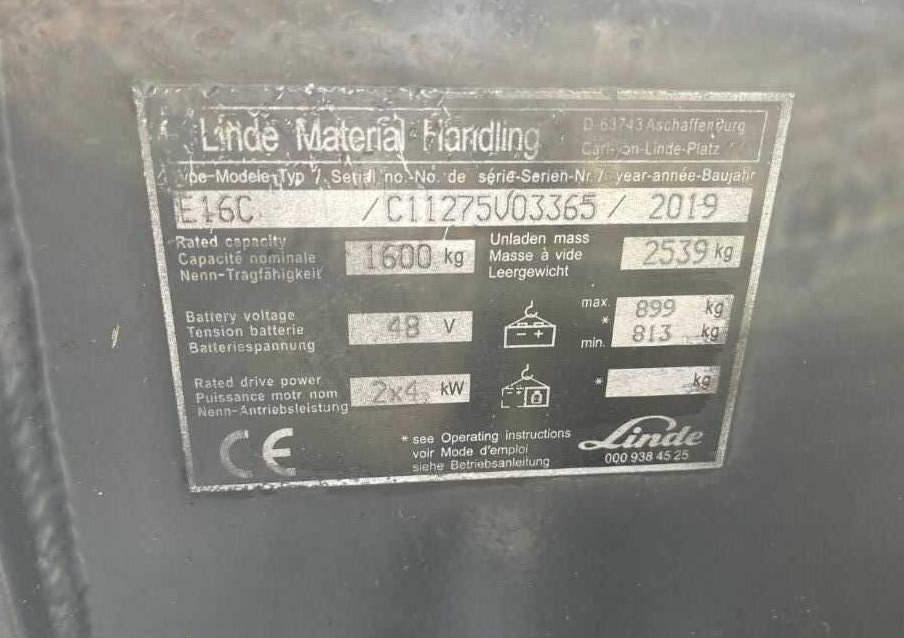 Linde Material Handling
D-63743 Aschaffenburg
Carl-von-Linde-Platz
Type-Modele-Typ / Serial no.-No. de série-Serien-Nr. / year-année-Baujahr
E16C / C11275V03365 / 2019
Rated capacity
Capacité nominale
Nenn-Tragfähigkeit
1600 kg
Unladen mass
Masse à vide
Leergewicht
2539 kg
Battery voltage
Tension batterie
Batteriespannung
48 V
- +
max. 899 kg
*
min. 813 kg
Rated drive power
Puissance motr nom
Nenn-Antriebsleistung
2x4, kW
* kg
CE
* see Operating instructions
voir Mode d'emploi
siehe Betriebsanleitung
Linde
000 938 45 25